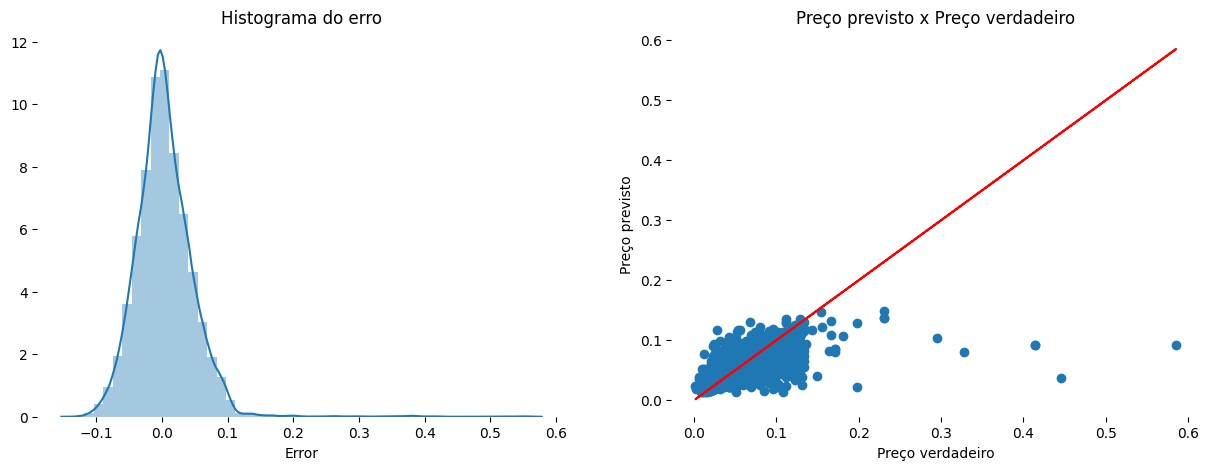 Histograma do erro
12
10
8
6
4
2
0
−0.1 0.0 0.1 0.2 0.3 0.4 0.5 0.6
Error
Preço previsto x Preço verdadeiro
Preço previsto
0.6
0.5
0.4
0.3
0.2
0.1
0.0
0.0 0.1 0.2 0.3 0.4 0.5 0.6
Preço verdadeiro